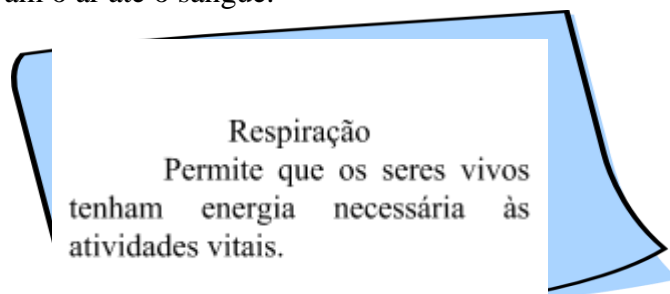 o ar até o sangue.
Respiração
Permite que os seres vivos
tenham energia necessária às
atividades vitais.